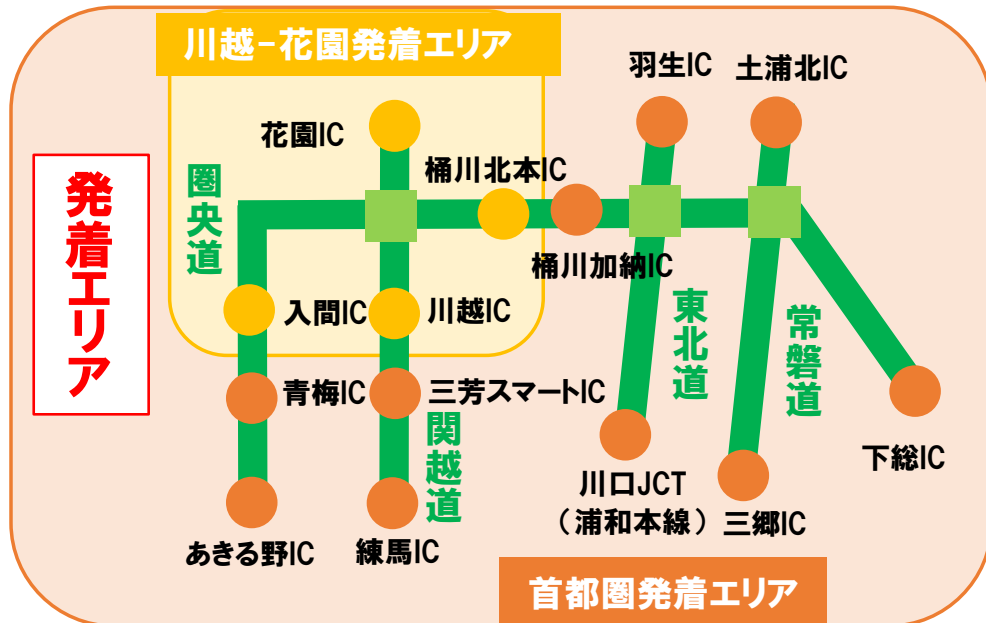 川越-花園発着エリア
羽生IC
土浦北IC
花園IC
桶川北本IC
発着エリア
圏央道
桶川加納IC
入間IC
川越IC
東北道
常磐道
青梅IC
三芳スマートIC
関越道
下総IC
川口JCT
（浦和本線）
三郷IC
あきる野IC
練馬IC
首都圏発着エリア